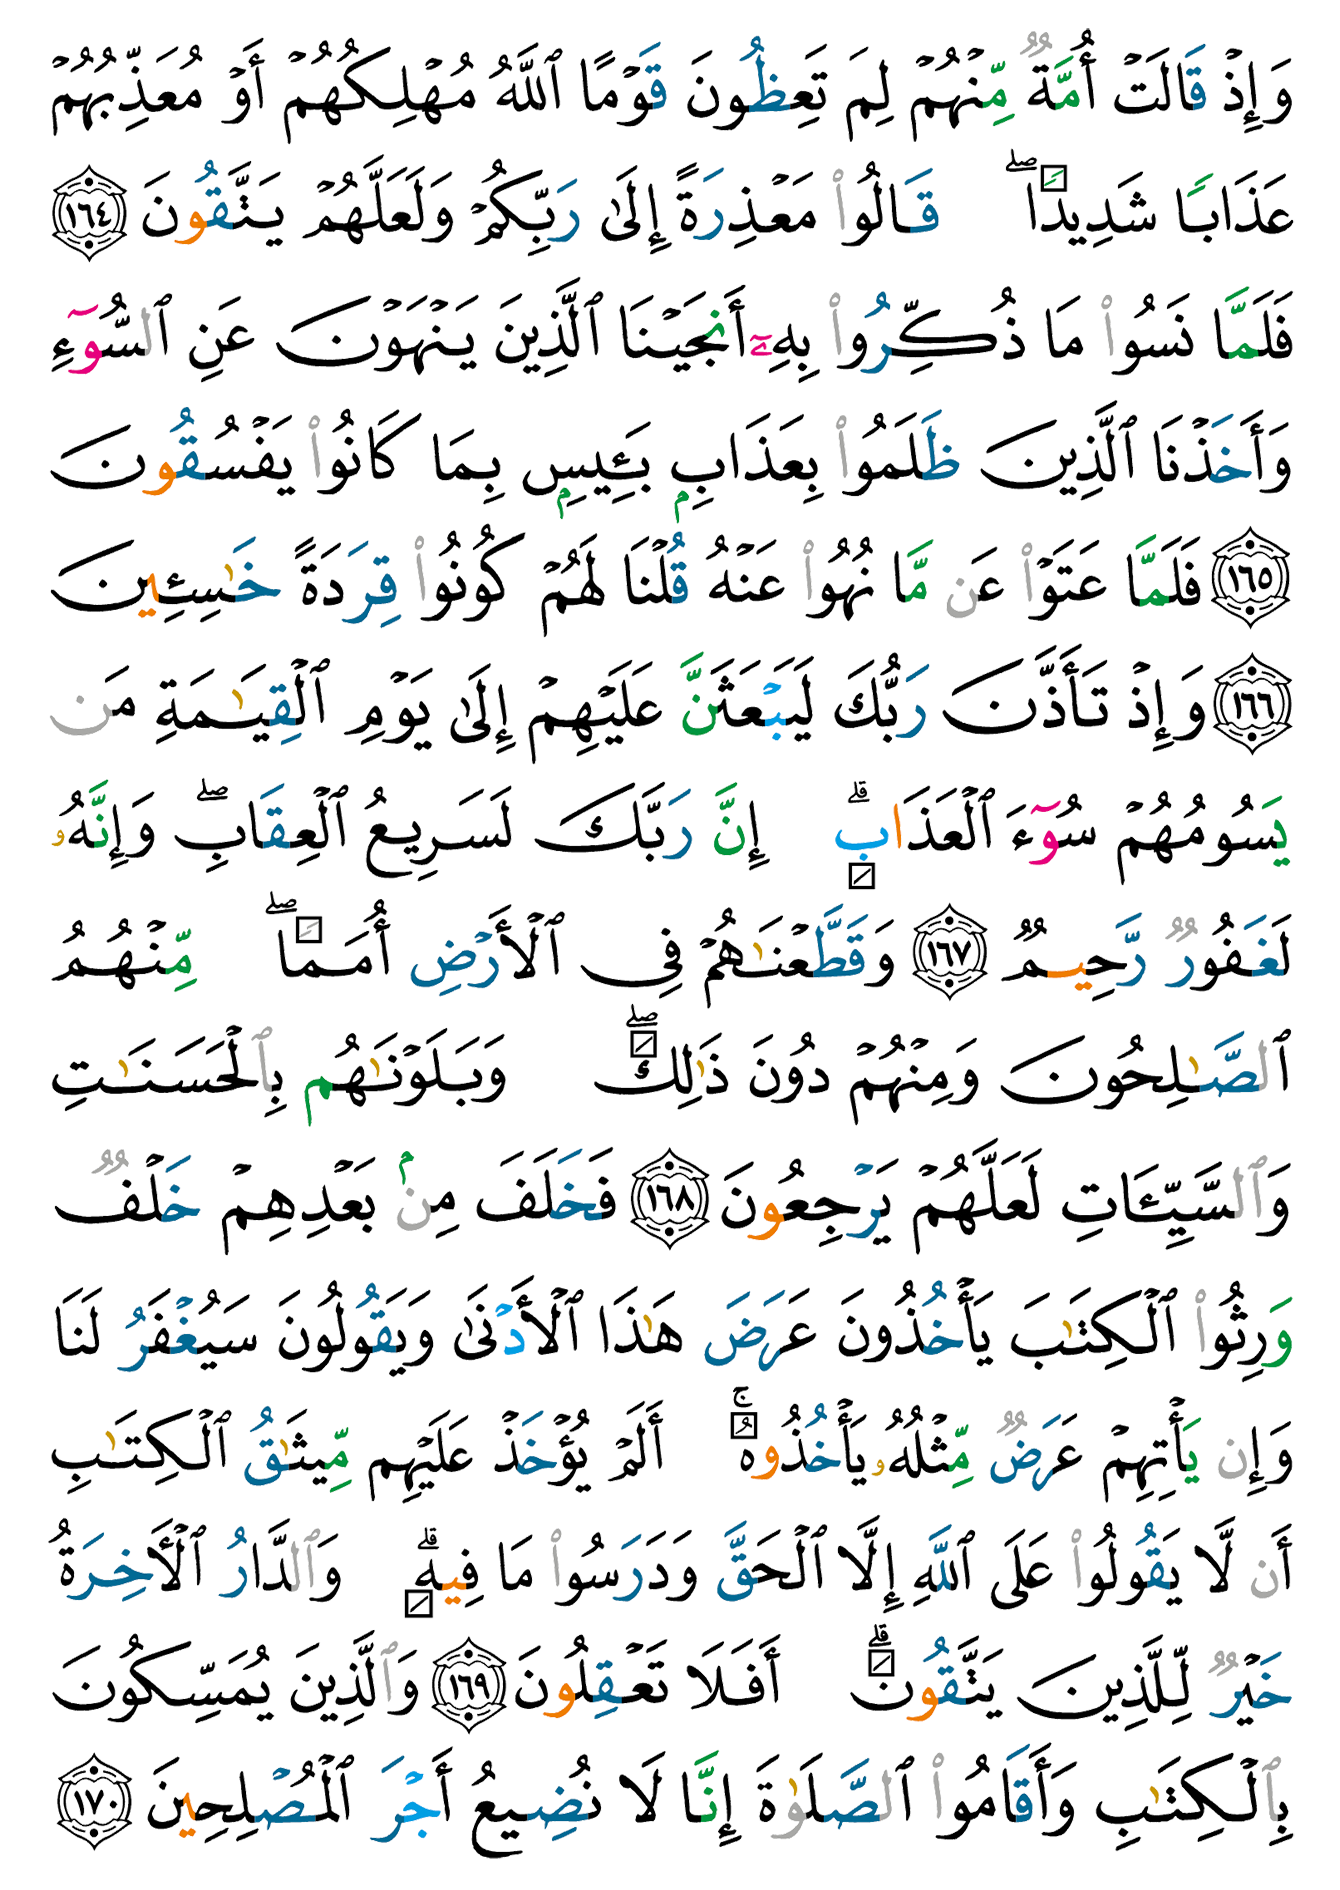 وَإِذْ قَالَتْ أُمَّةٌ مِّنْهُمْ لِمَ تَعِظُونَ قَوْمًا ٱللَّهُ مُهْلِكُهُمْ أَوْ مُعَذِّبُهُمْ
عَذَابًا شَدِيدًا ۖ قَالُوا۟ مَعْذِرَةً إِلَىٰ رَبِّكُمْ وَلَعَلَّهُمْ يَتَّقُونَ ١٦٤
فَلَمَّا نَسُوا۟ مَا ذُكِّرُوا۟ بِهِۦٓ أَنجَيْنَا ٱلَّذِينَ يَنْهَوْنَ عَنِ ٱلسُّوٓءِ
وَأَخَذْنَا ٱلَّذِينَ ظَلَمُوا۟ بِعَذَابٍۭ بَـِٔيسٍۭ بِمَا كَانُوا۟ يَفْسُقُونَ
١٦٥ فَلَمَّا عَتَوْا۟ عَن مَّا نُهُوا۟ عَنْهُ قُلْنَا لَهُمْ كُونُوا۟ قِرَدَةً خَـٰسِـِٔينَ
١٦٦ وَإِذْ تَأَذَّنَ رَبُّكَ لَيَبْعَثَنَّ عَلَيْهِمْ إِلَىٰ يَوْمِ ٱلْقِيَـٰمَةِ مَن
يَسُومُهُمْ سُوٓءَ ٱلْعَذَابِ ۗ إِنَّ رَبَّكَ لَسَرِيعُ ٱلْعِقَابِ ۖ وَإِنَّهُۥ
لَغَفُورٌ رَّحِيمٌ ١٦٧ وَقَطَّعْنَـٰهُمْ فِى ٱلْأَرْضِ أُمَمًا ۖ مِّنْهُمُ
ٱلصَّـٰلِحُونَ وَمِنْهُمْ دُونَ ذَٰلِكَ ۖ وَبَلَوْنَـٰهُم بِٱلْحَسَنَـٰتِ
وَٱلسَّيِّـَٔاتِ لَعَلَّهُمْ يَرْجِعُونَ ١٦٨ فَخَلَفَ مِنۢ بَعْدِهِمْ خَلْفٌ
وَرِثُوا۟ ٱلْكِتَـٰبَ يَأْخُذُونَ عَرَضَ هَـٰذَا ٱلْأَدْنَىٰ وَيَقُولُونَ سَيُغْفَرُ لَنَا
وَإِن يَأْتِهِمْ عَرَضٌ مِّثْلُهُۥ يَأْخُذُوهُ ۚ أَلَمْ يُؤْخَذْ عَلَيْهِم مِّيثَـٰقُ ٱلْكِتَـٰبِ
أَن لَّا يَقُولُوا۟ عَلَى ٱللَّهِ إِلَّا ٱلْحَقَّ وَدَرَسُوا۟ مَا فِيهِ ۗ وَٱلدَّارُ ٱلْـَٔاخِرَةُ
خَيْرٌ لِّلَّذِينَ يَتَّقُونَ ۗ أَفَلَا تَعْقِلُونَ ١٦٩ وَٱلَّذِينَ يُمَسِّكُونَ
بِٱلْكِتَـٰبِ وَأَقَامُوا۟ ٱلصَّلَوٰةَ إِنَّا لَا نُضِيعُ أَجْرَ ٱلْمُصْلِحِينَ ١٧٠